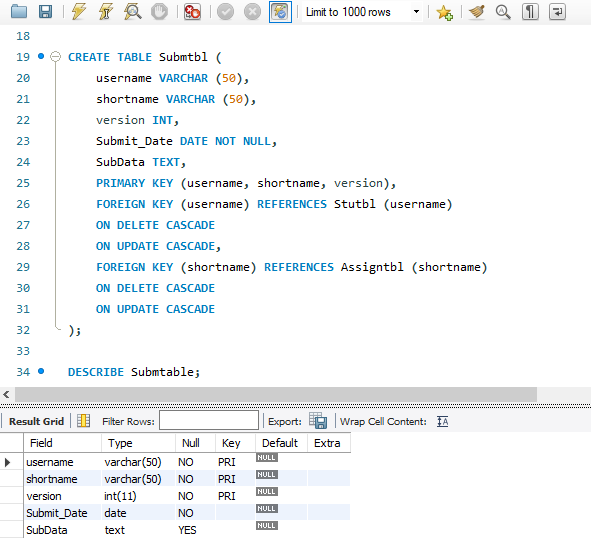 Limit to 1000 rows
18
19 CREATE TABLE Submtbl (
20 username VARCHAR (50),
21 shortname VARCHAR (50),
22 version INT,
23 Submit_Date DATE NOT NULL,
24 SubData TEXT,
25 PRIMARY KEY (username, shortname, version),
26 FOREIGN KEY (username) REFERENCES Stutbl (username)
27 ON DELETE CASCADE
28 ON UPDATE CASCADE,
29 FOREIGN KEY (shortname) REFERENCES Assigntbl (shortname)
30 ON DELETE CASCADE
31 ON UPDATE CASCADE
32 );
33
34 DESCRIBE Submtable;
Result Grid Filter Rows: Export: Wrap Cell Content: IA
Field Type Null Key Default Extra
username varchar(50) NO PRI NULL
shortname varchar(50) NO PRI NULL
version int(11) NO PRI NULL
Submit_Date date NO NULL
SubData text YES NULL